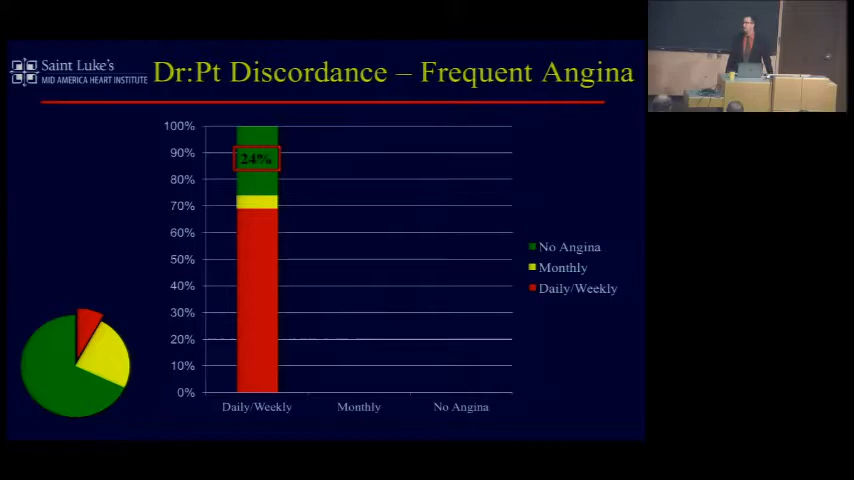 Saint Luke's
MID AMERICA HEART INSTITUTE
Dr:Pt Discordance – Frequent Angina
100%
90%
80%
70%
60%
50%
40%
30%
20%
10%
0%
24%
Daily/Weekly
Monthly
No Angina
No Angina
Monthly
Daily/Weekly